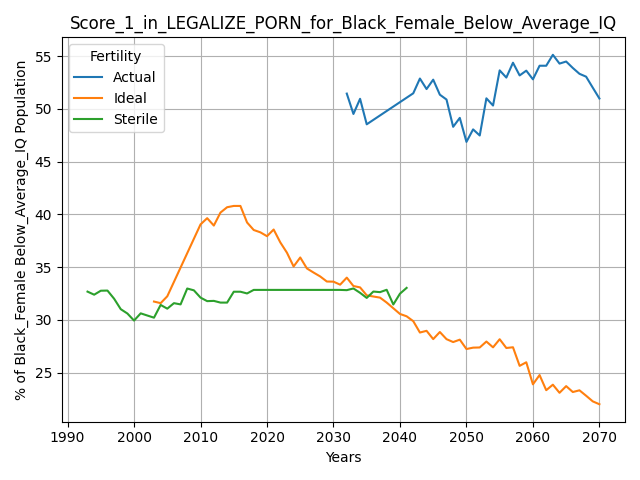 Score_1_in_LEGALIZE_PORN_for_Black_Female_Below_Average_IQ
% of Black_Female Below_Average_IQ Population
55
50
45
40
35
30
25
Fertility
Actual
Ideal
Sterile
1990 2000 2010 2020 2030 2040 2050 2060 2070
Years